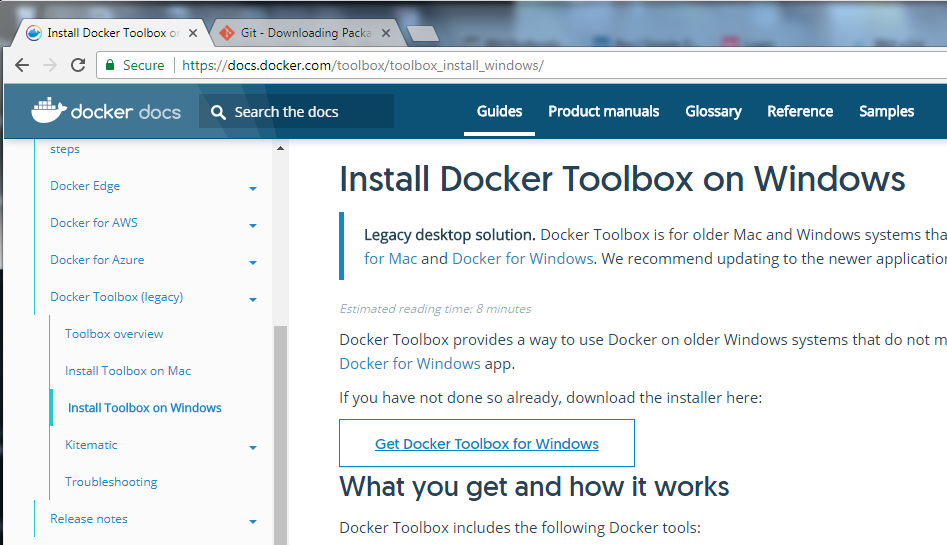 Install Docker Toolbox o
Git - Downloading Packa
Secure
https://docs.docker.com/toolbox/toolbox_install_windows/
docker docs
Search the docs
Guides
Product manuals
Glossary
Reference
Samples
steps
Docker Edge
Docker for AWS
Docker for Azure
Docker Toolbox (legacy)
Toolbox overview
Install Toolbox on Mac
Install Toolbox on Windows
Kitematic
Troubleshooting
Release notes
Install Docker Toolbox on Windows
Legacy desktop solution. Docker Toolbox is for older Mac and Windows systems tha
for Mac and Docker for Windows. We recommend updating to the newer application
Estimated reading time: 8 minutes
Docker Toolbox provides a way to use Docker on older Windows systems that do not m
Docker for Windows app.
If you have not done so already, download the installer here:
Get Docker Toolbox for Windows
What you get and how it works
Docker Toolbox includes the following Docker tools: